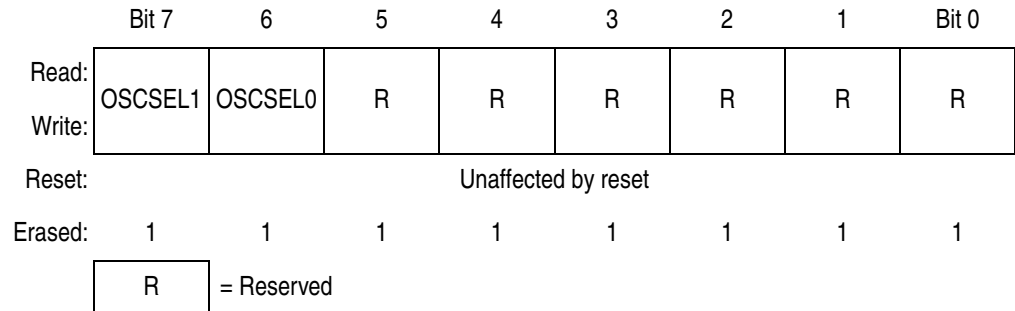 Bit 7 6 5 4 3 2 1 Bit 0
Read:
OSCSEL1 OSCSEL0 R R R R R R
Write:
Reset: Unaffected by reset
Erased: 1 1 1 1 1 1 1 1
R = Reserved